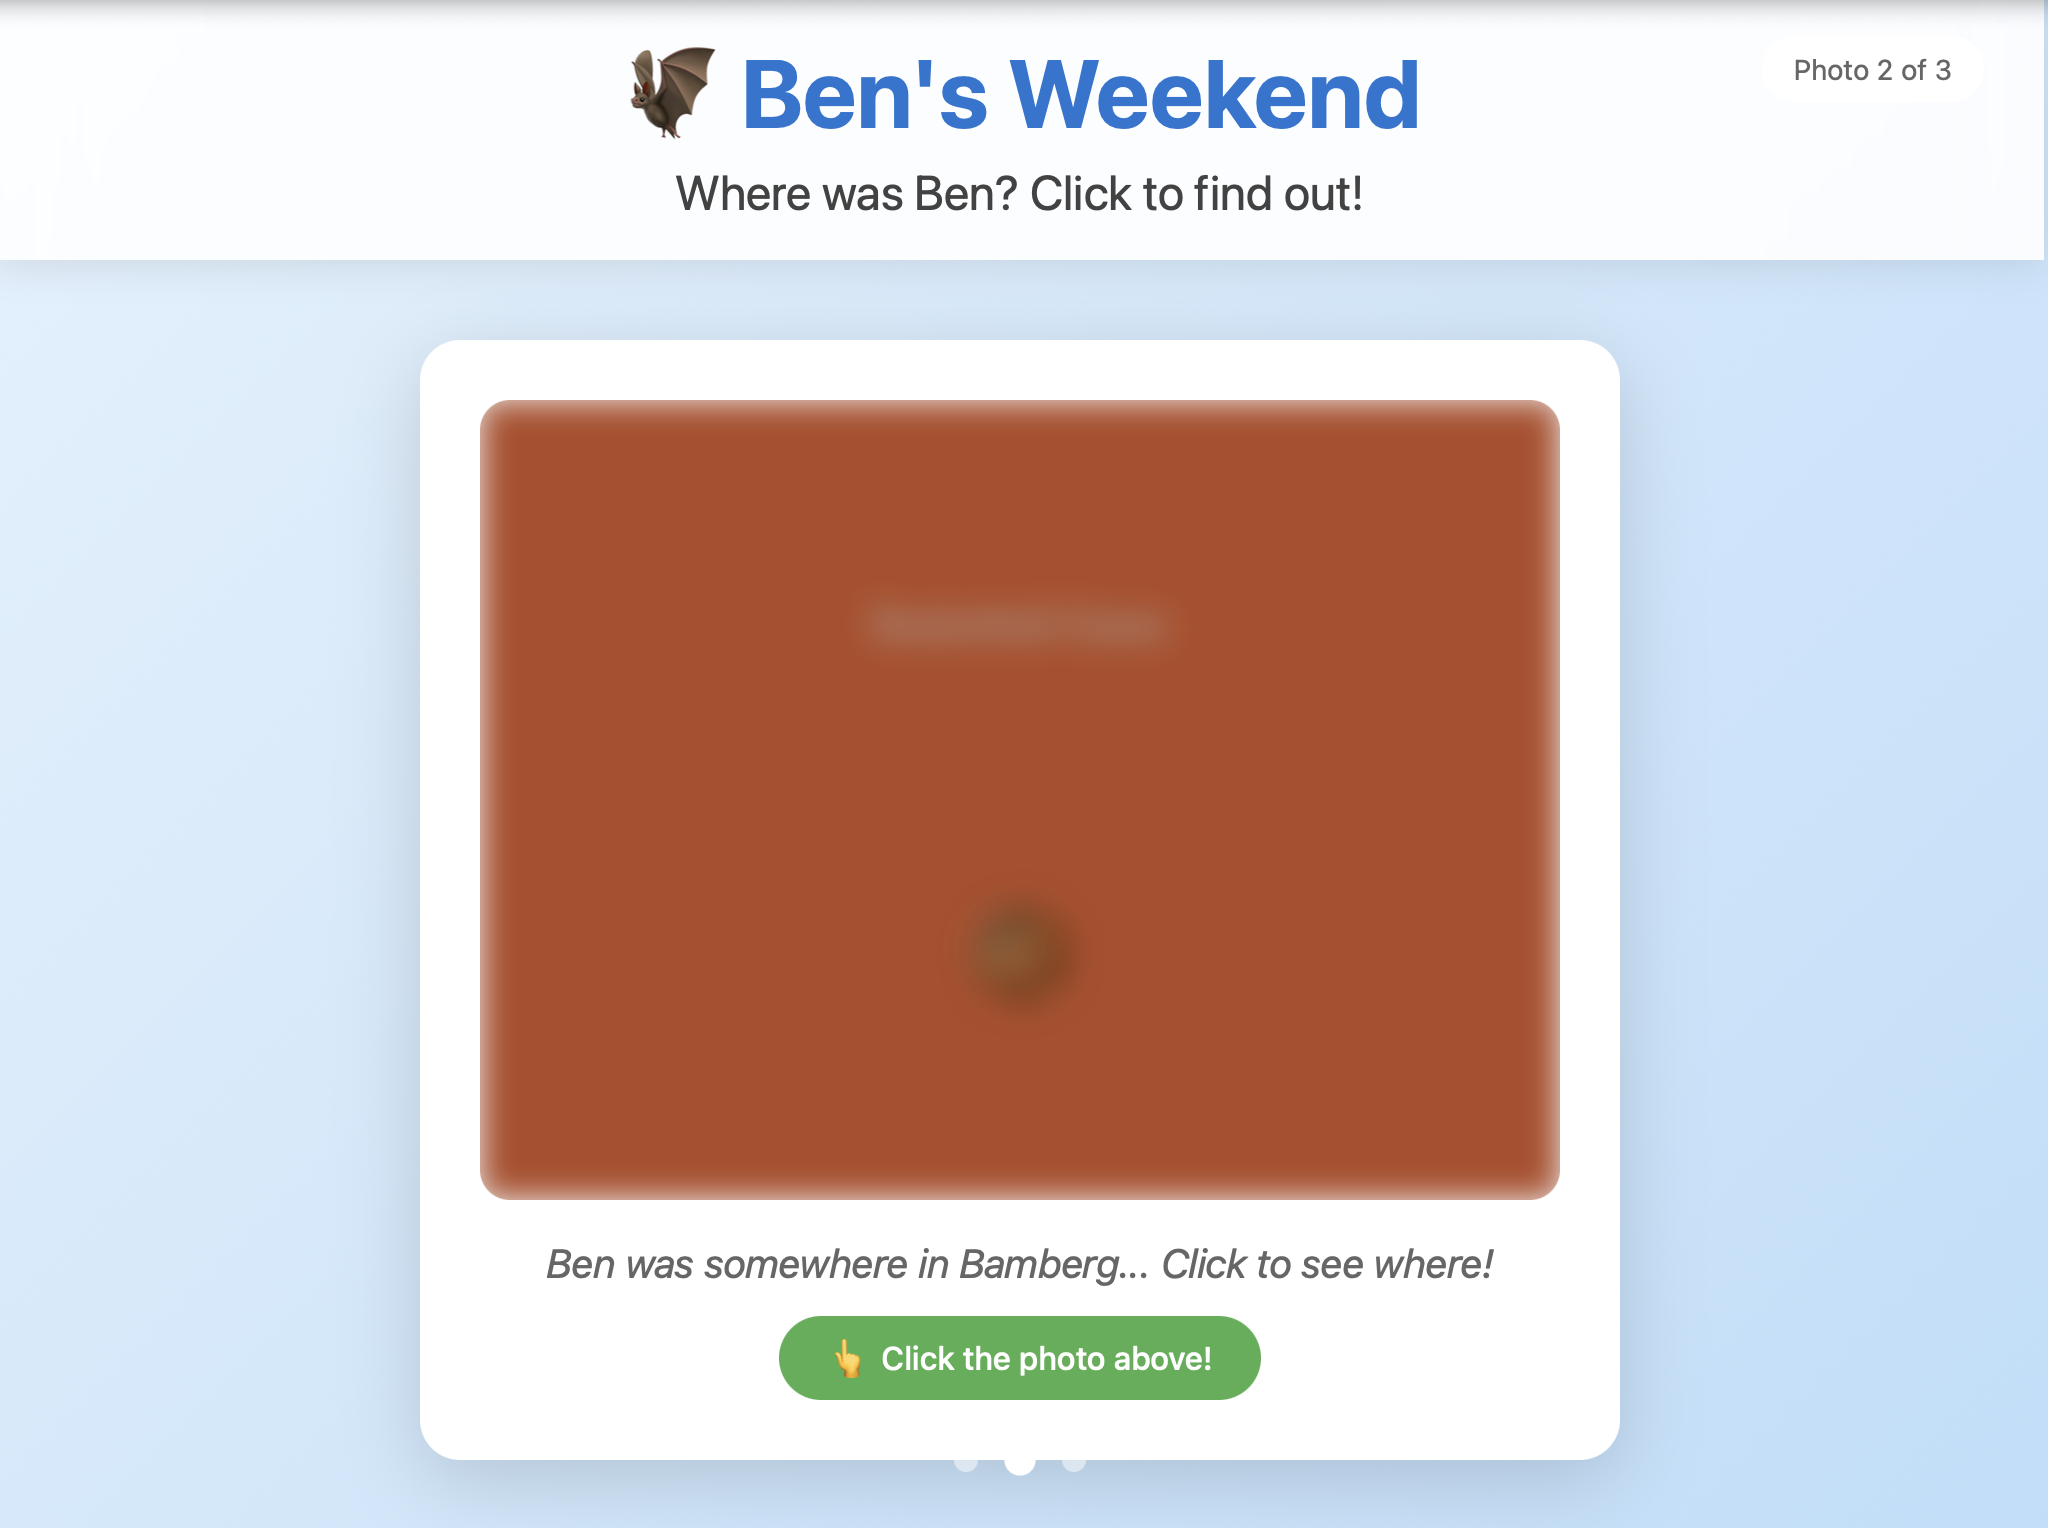 🦇 Ben's Weekend
Photo 2 of 3
Where was Ben? Click to find out!
Ben was somewhere in Bamberg... Click to see where!
👆 Click the photo above!